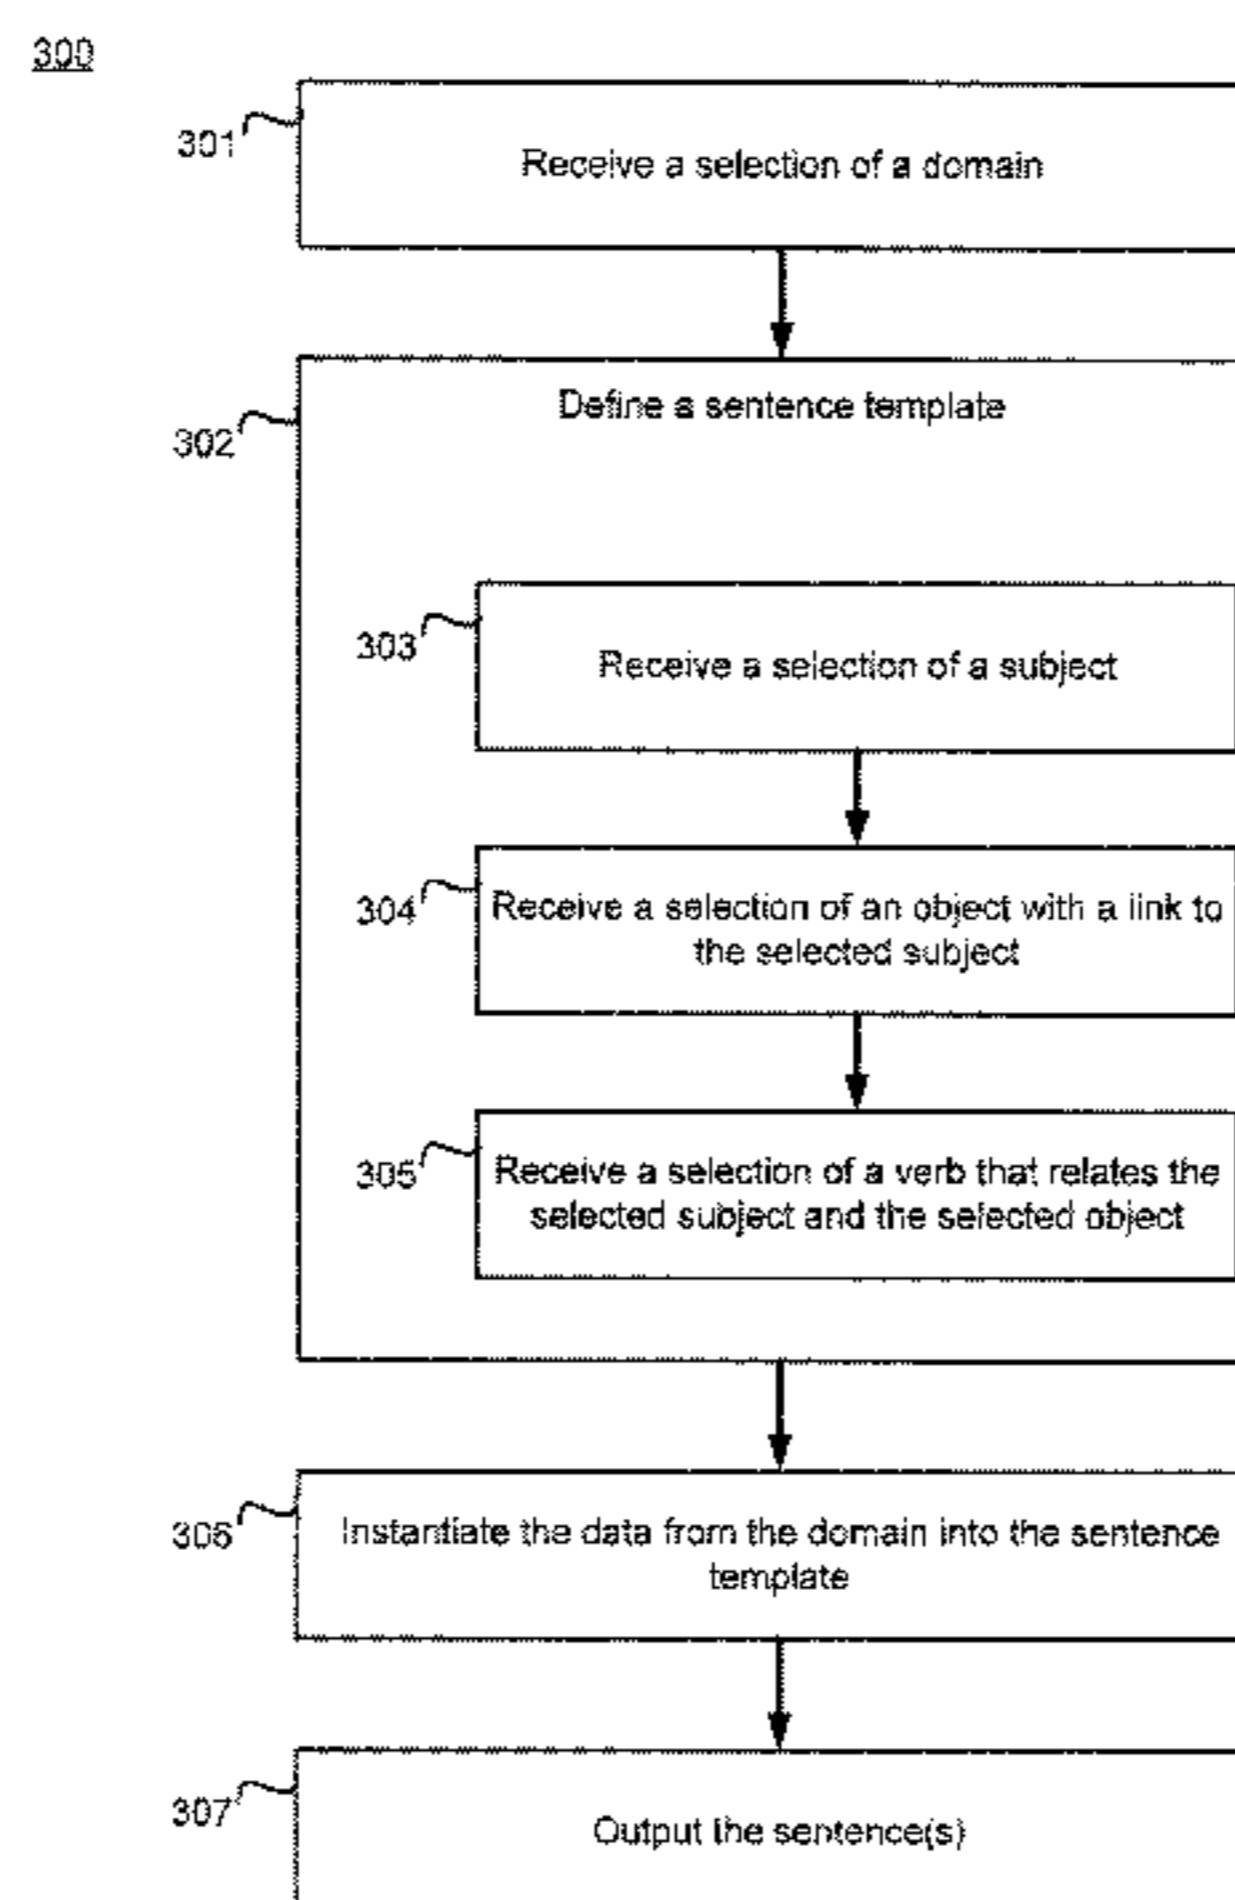 300
301
Receive a selection of a domain
302
Define a sentence template
303
Receive a selection of a subject
304
Receive a selection of an object with a link to
the selected subject
305
Receive a selection of a verb that relates the
selected subject and the selected object
306
Instantiate the data from the domain into the sentence
template
307
Output the sentence(s)